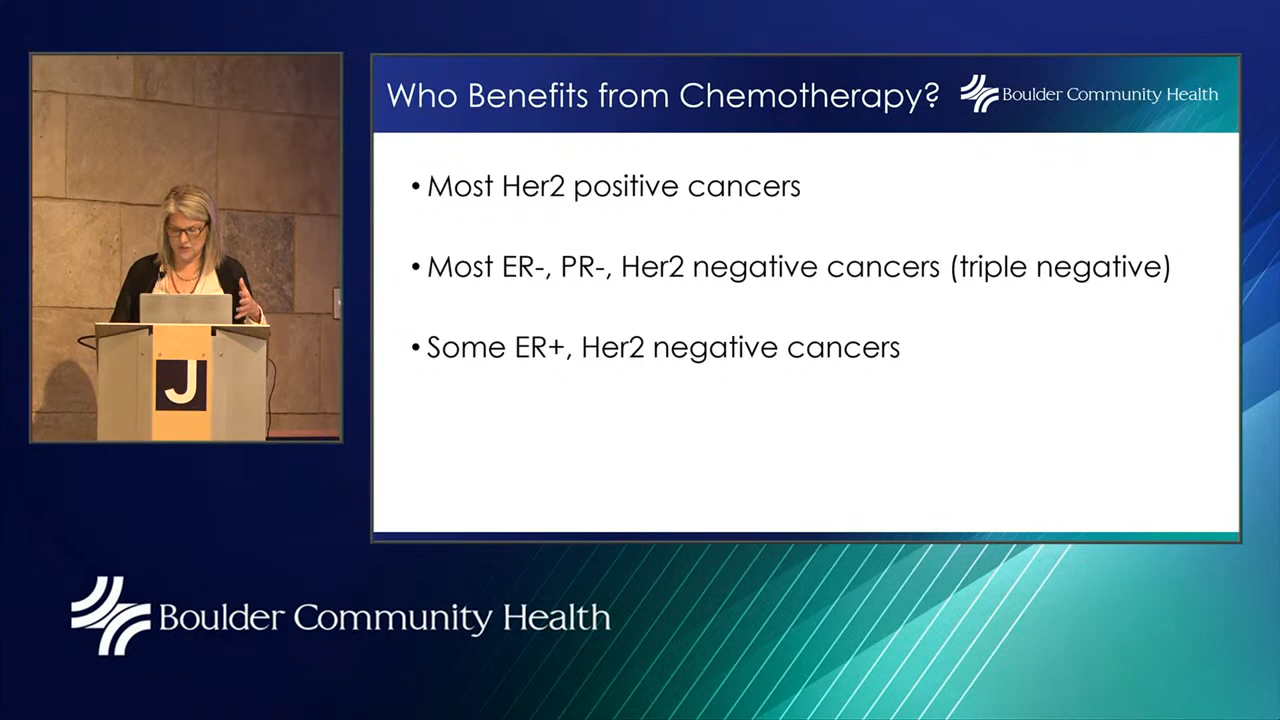 Who Benefits from Chemotherapy?
Boulder Community Health
• Most Her2 positive cancers
• Most ER-, PR-, Her2 negative cancers (triple negative)
• Some ER+, Her2 negative cancers
J
Boulder Community Health